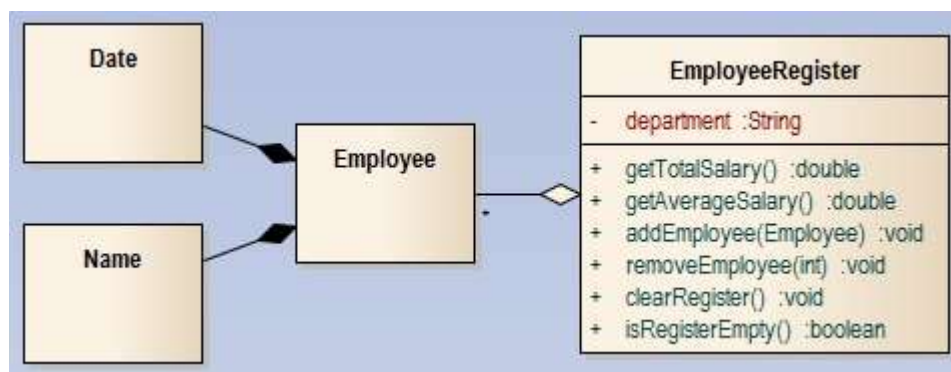 Date
Name
Employee
*
EmployeeRegister
- department :String
+ getTotalSalary() :double
+ getAverageSalary() :double
+ addEmployee(Employee) :void
+ removeEmployee(int) :void
+ clearRegister() :void
+ isRegisterEmpty() :boolean